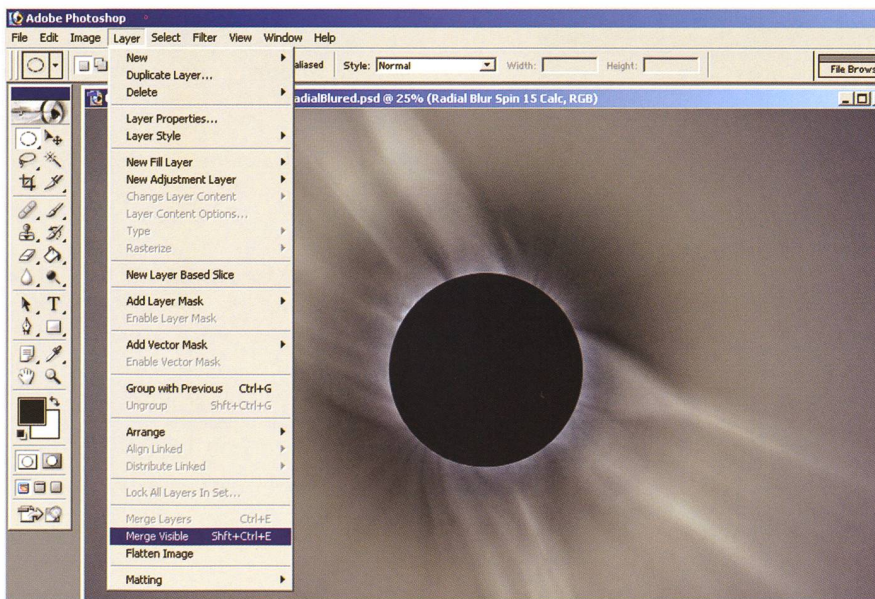 Adobe Photoshop
File Edit Image Layer Select Filter View Window Help
aliased Style: Normal Width: Height: File Brows
adialBlured.psd @ 25% (Radial Blur Spin 15 Calc, RGB)
New
Duplicate Layer...
Delete
Layer Properties...
Layer Style
New Fill Layer
New Adjustment Layer
Change Layer Content
Layer Content Options...
Type
Rasterize
New Layer Based Slice
Add Layer Mask
Enable Layer Mask
Add Vector Mask
Enable Vector Mask
Group with Previous Ctrl+G
Ungroup Shft+Ctrl+G
Arrange
Align Linked
Distribute Linked
Lock All Layers In Set...
Merge Layers Ctrl+E
Merge Visible Shft+Ctrl+E
Flatten Image
Matting
T